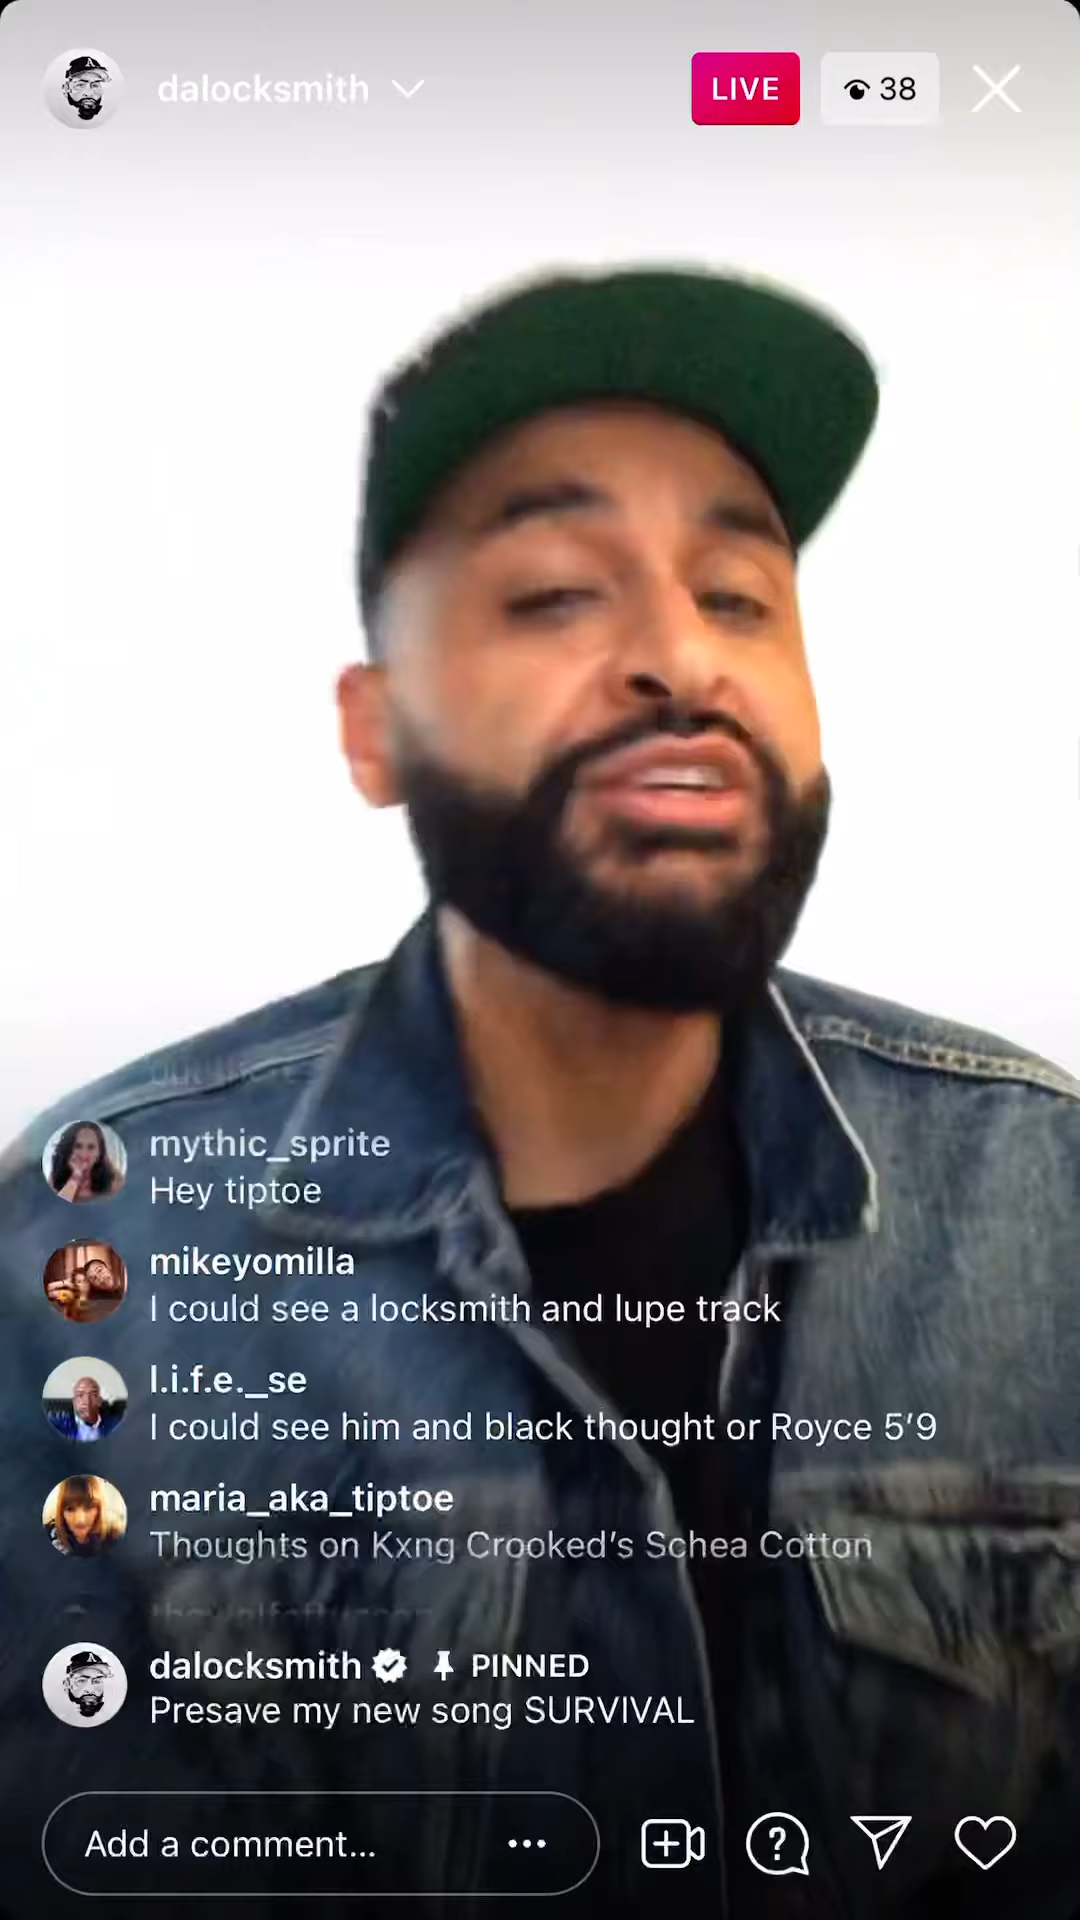 dalocksmith
LIVE
38
mythic_sprite
Hey tiptoe
mikeyomilla
I could see a locksmith and lupe track
l.i.f.e._se
I could see him and black thought or Royce 5'9
maria_aka_tiptoe
Thoughts on Kxng Crooked's Schea Cotton
dalocksmith PINNED
Presave my new song SURVIVAL
Add a comment...